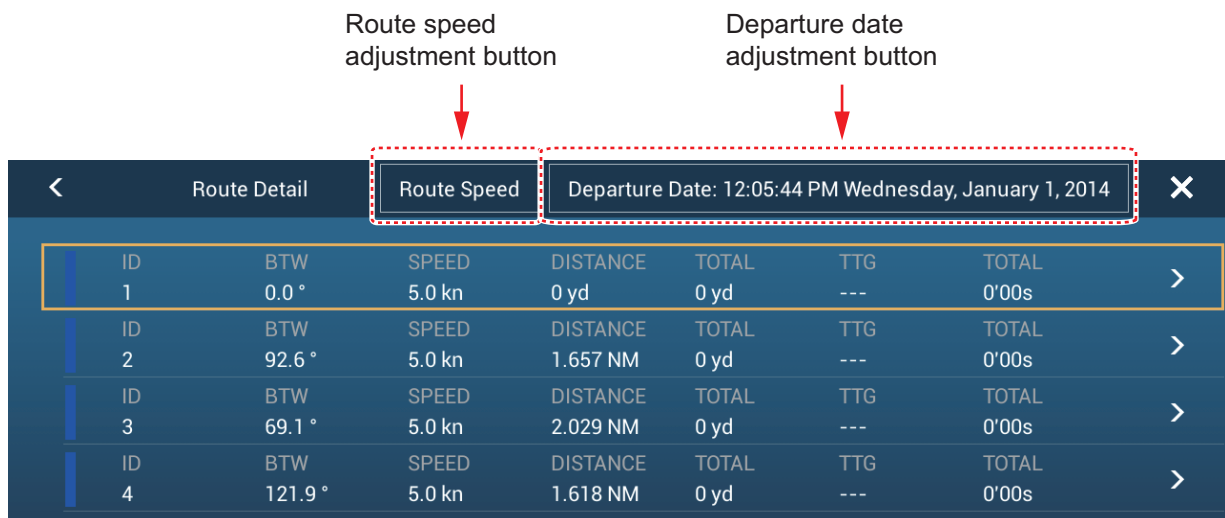 Route speed
adjustment button
Departure date
adjustment button
Route Detail Route Speed Departure Date: 12:05:44 PM Wednesday, January 1, 2014
ID BTW SPEED DISTANCE TOTAL TTG TOTAL
1 0.0 ° 5.0 kn 0 yd 0 yd --- 0'00s
ID BTW SPEED DISTANCE TOTAL TTG TOTAL
2 92.6 ° 5.0 kn 1.657 NM 0 yd --- 0'00s
ID BTW SPEED DISTANCE TOTAL TTG TOTAL
3 69.1 ° 5.0 kn 2.029 NM 0 yd --- 0'00s
ID BTW SPEED DISTANCE TOTAL TTG TOTAL
4 121.9 ° 5.0 kn 1.618 NM 0 yd --- 0'00s